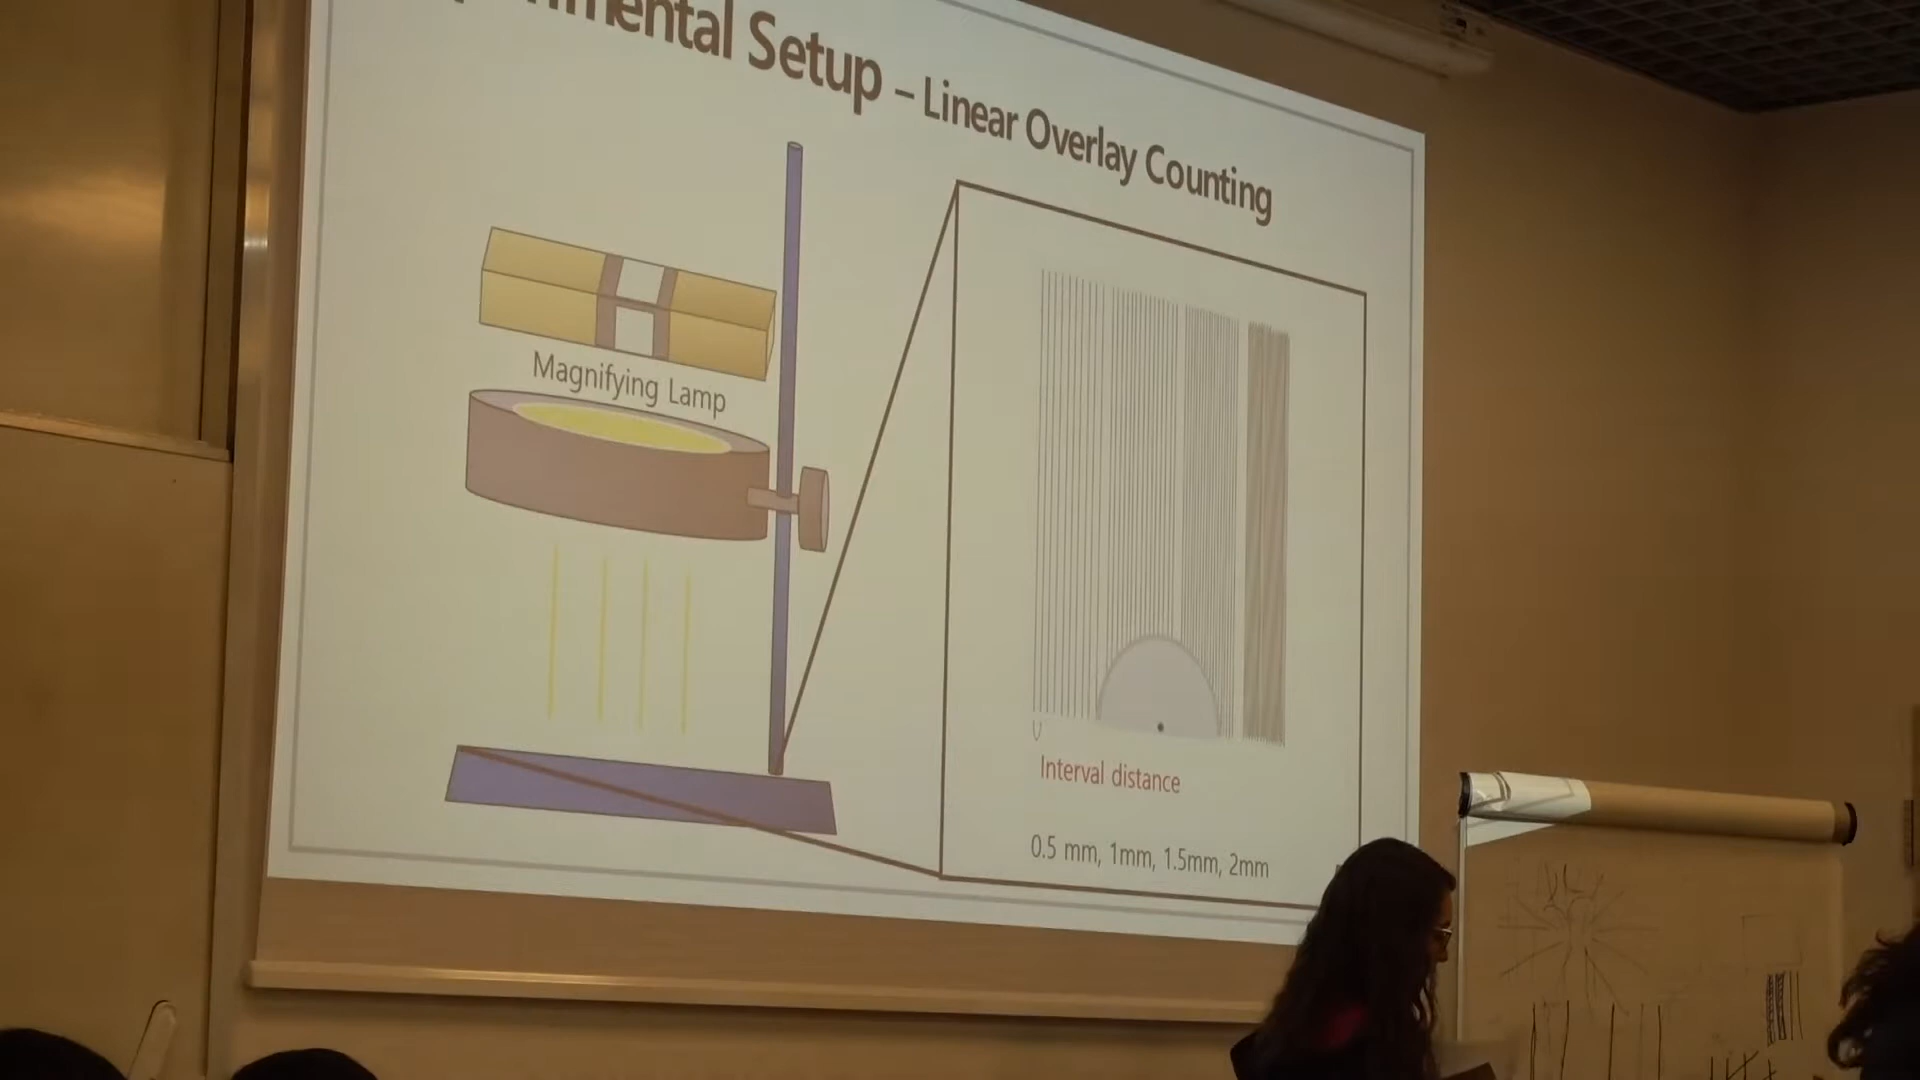 Setup – Linear Overlay Counting
Magnifying Lamp
Interval distance
0.5 mm, 1mm, 1.5mm, 2mm